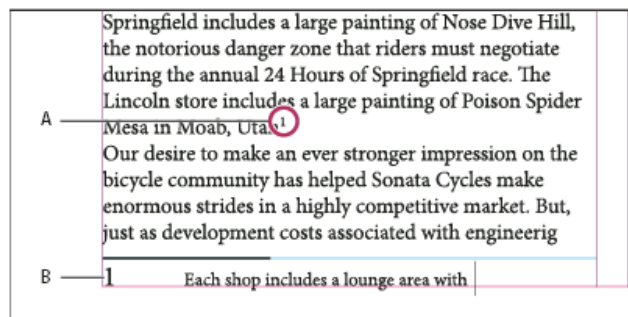 Springfield includes a large painting of Nose Dive Hill,
the notorious danger zone that riders must negotiate
during the annual 24 Hours of Springfield race. The
Lincoln store includes a large painting of Poison Spider
A
Mesa in Moab, Utah¹
Our desire to make an ever stronger impression on the
bicycle community has helped Sonata Cycles make
enormous strides in a highly competitive market. But,
just as development costs associated with engineerig
B
1 Each shop includes a lounge area with